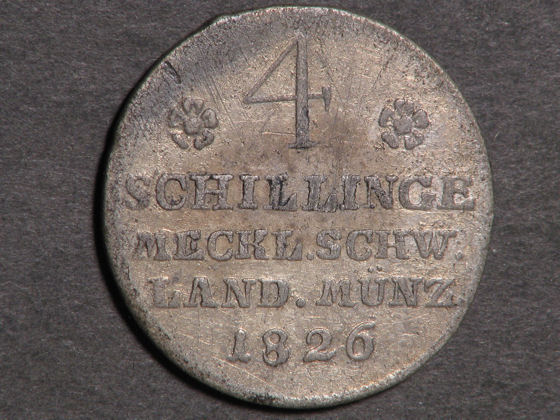 4
SCHILLINGE
MECKL.SCHW.
LAND.MÜNZ
1826